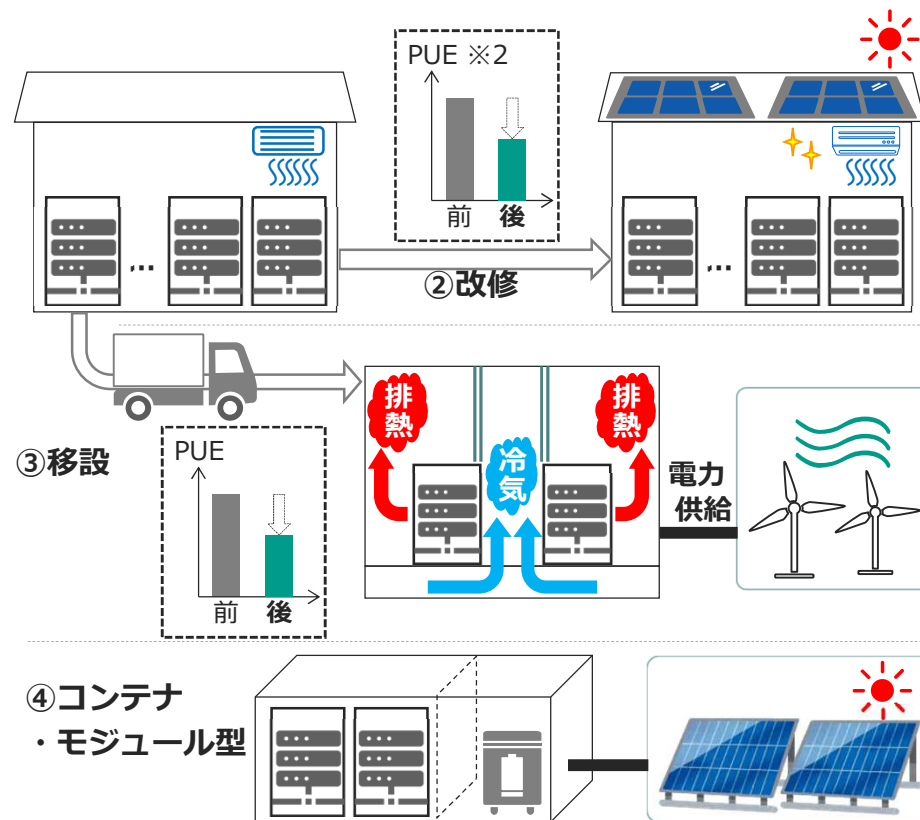 PUE ※2
前
後
…
…
②改修
排熱
排熱
冷気
③移設
PUE
前
後
電力
供給
④コンテナ
・モジュール型